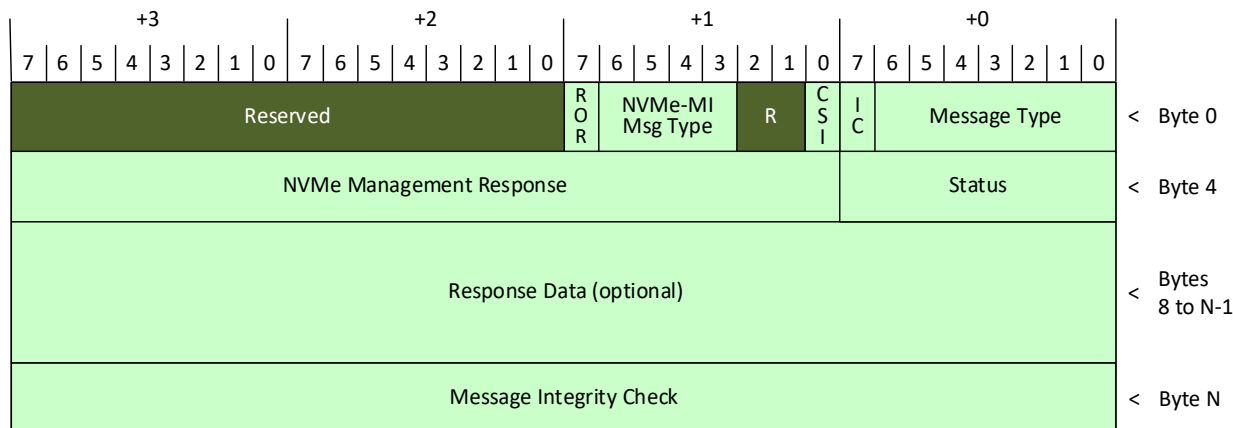 +3 +2 +1 +0
7 6 5 4 3 2 1 0 7 6 5 4 3 2 1 0 7 6 5 4 3 2 1 0 7 6 5 4 3 2 1 0
Reserved
R
O
R
NVMe-MI
Msg Type
R
C
S
I
I
C
Message Type
< Byte 0
NVMe Management Response Status < Byte 4
Response Data (optional)
< Bytes
8 to N-1
Message Integrity Check < Byte N